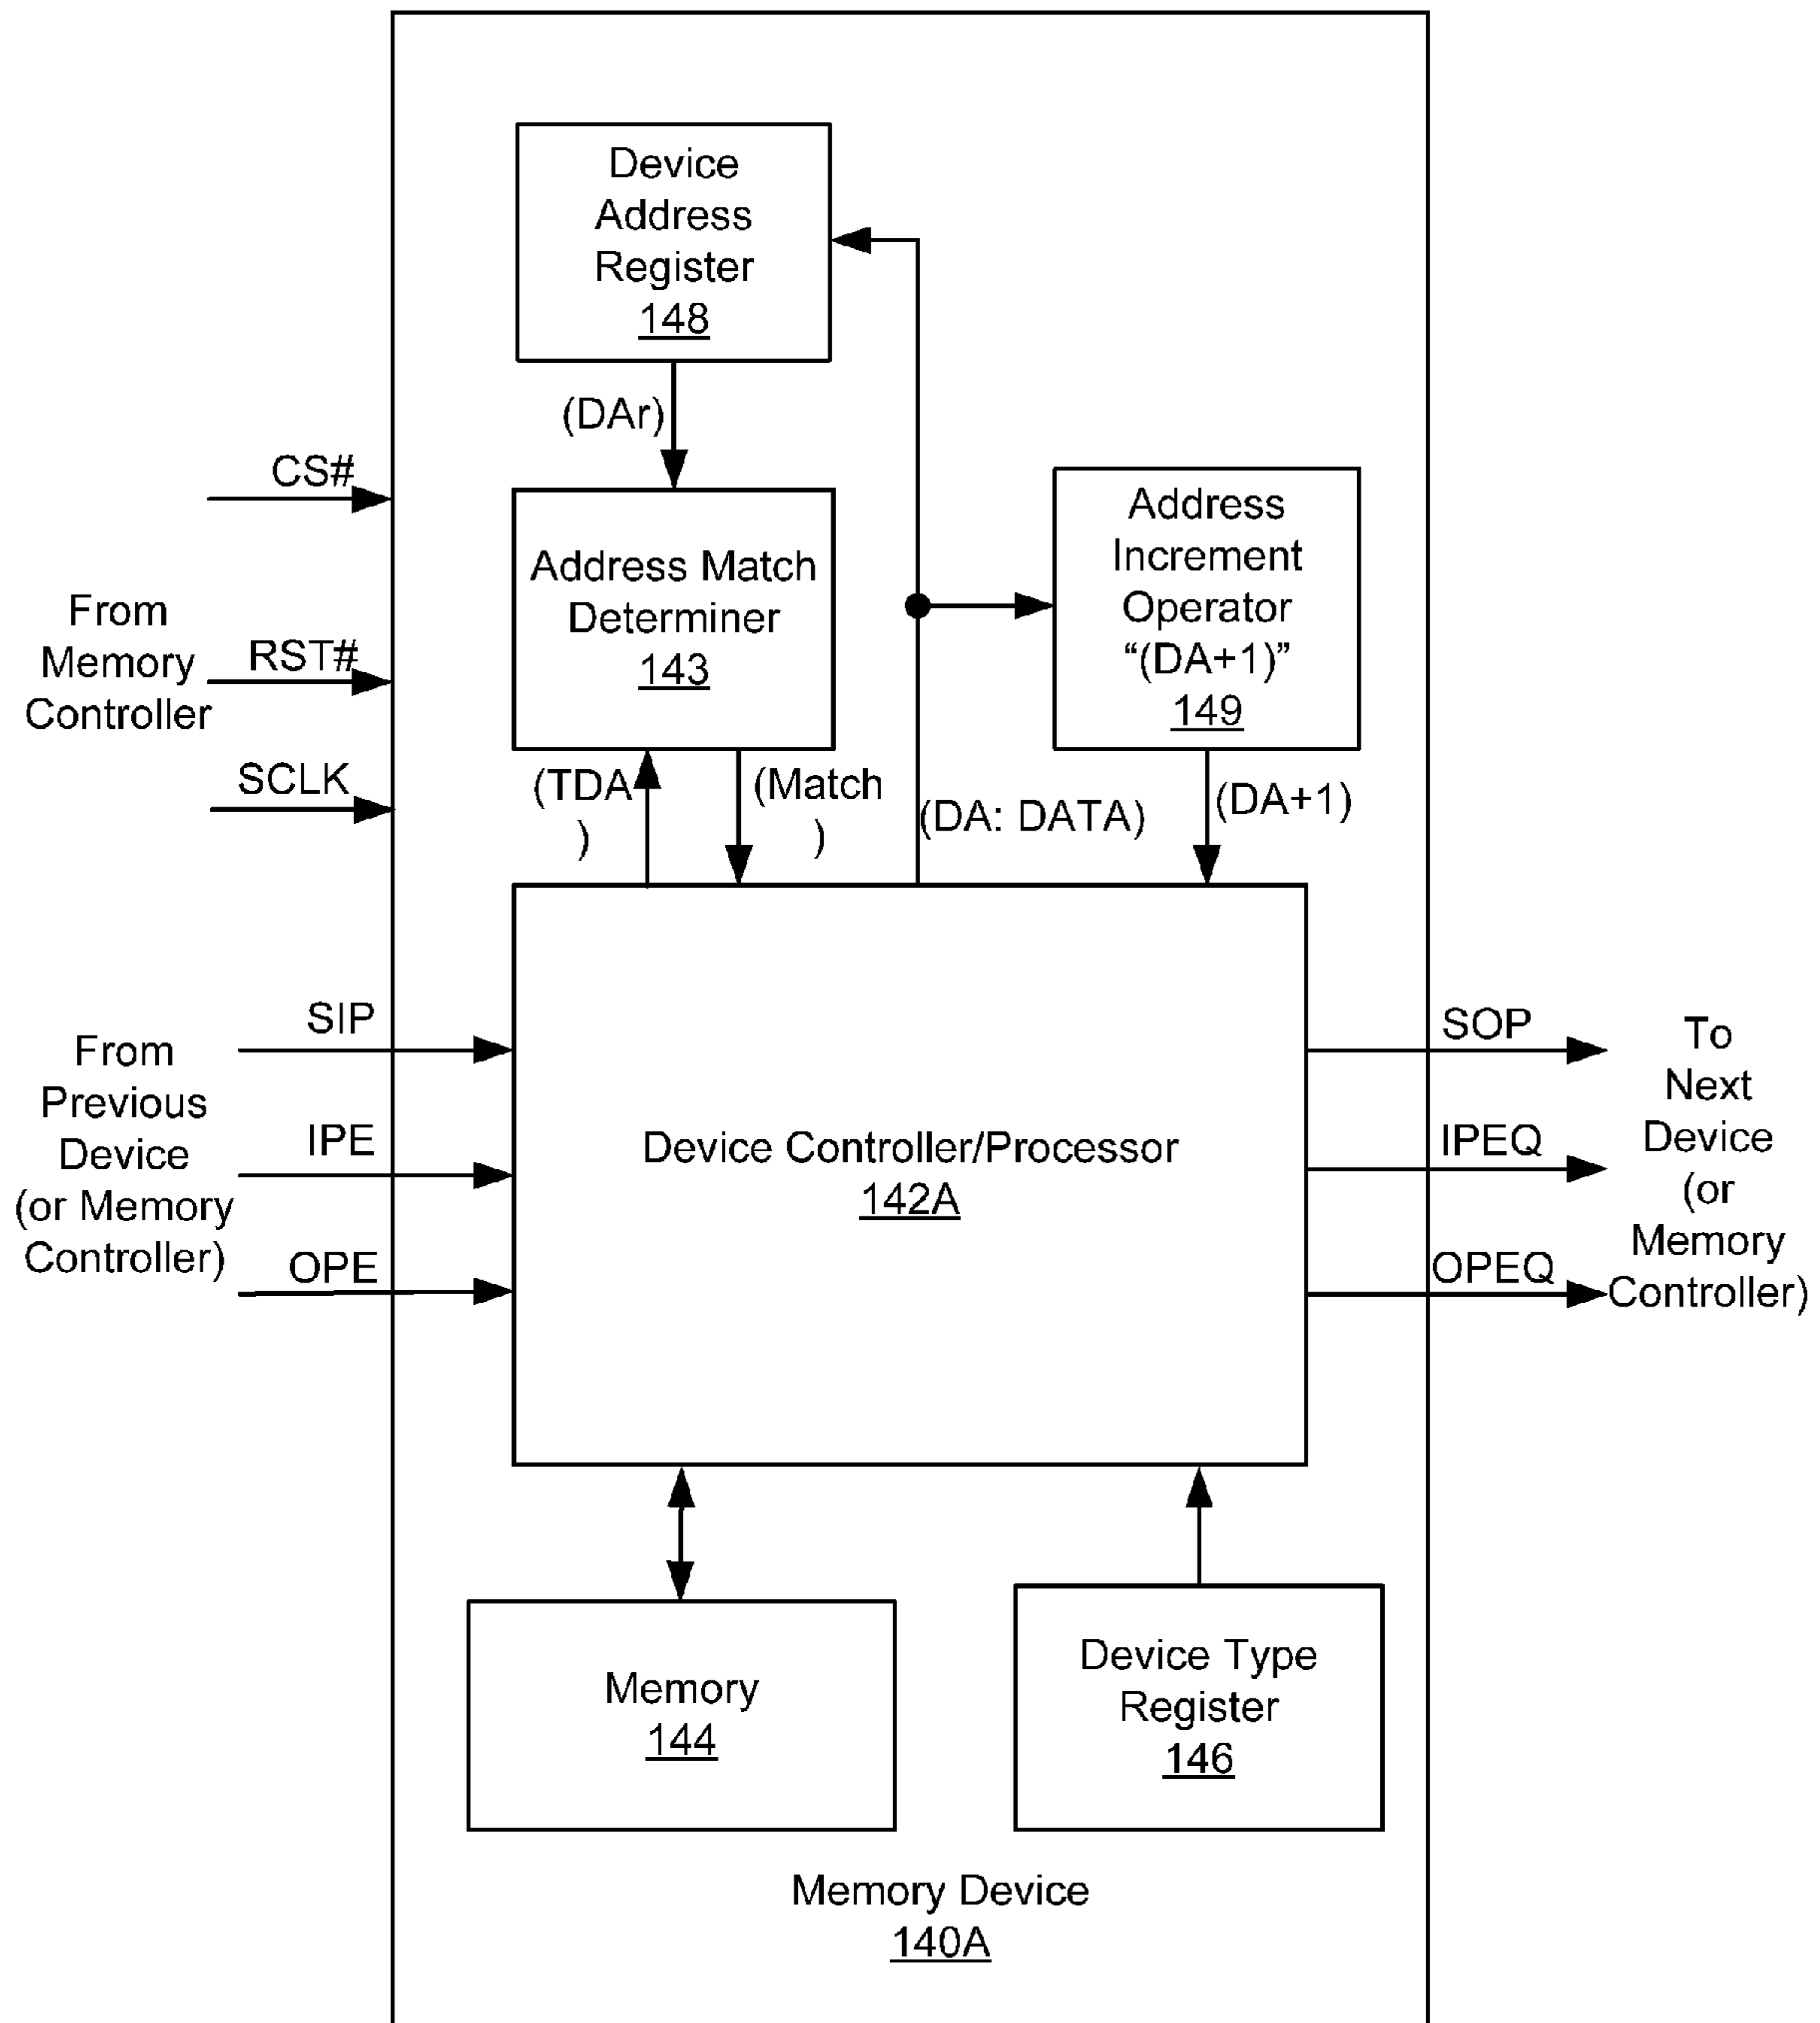 Device
Address
Register
148
(DAr)
CS#
From
Memory
Controller
RST#
SCLK
Address Match
Determiner
143
Address
Increment
Operator
“(DA+1)”
149
(TDA
)
(Match
)
(DA: DATA)
(DA+1)
From
Previous
Device
(or Memory
Controller)
SIP
IPE
OPE
Device Controller/Processor
142A
SOP
IPEQ
OPEQ
To
Next
Device
(or
Memory
Controller)
Memory
144
Device Type
Register
146
Memory Device
140A